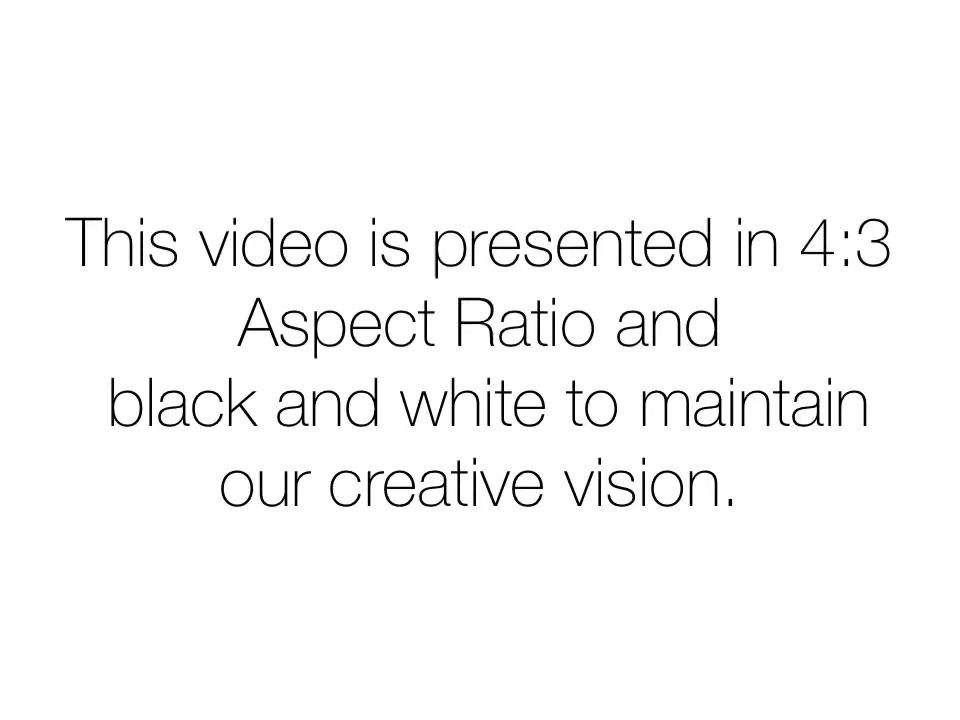 This video is presented in 4:3
Aspect Ratio and
black and white to maintain
our creative vision.